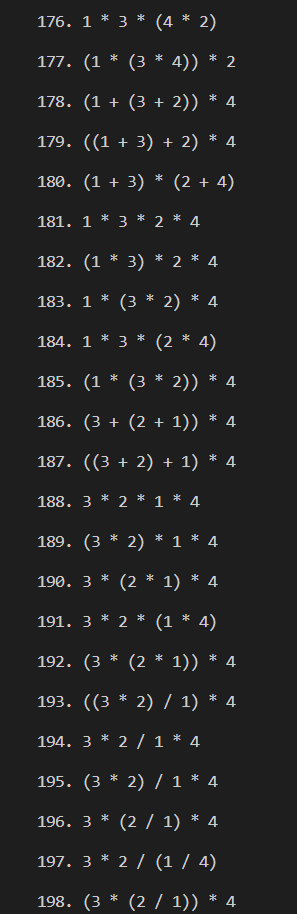 176. 1 * 3 * (4 * 2)
177. (1 * (3 * 4)) * 2
178. (1 + (3 + 2)) * 4
179. ((1 + 3) + 2) * 4
180. (1 + 3) * (2 + 4)
181. 1 * 3 * 2 * 4
182. (1 * 3) * 2 * 4
183. 1 * (3 * 2) * 4
184. 1 * 3 * (2 * 4)
185. (1 * (3 * 2)) * 4
186. (3 + (2 + 1)) * 4
187. ((3 + 2) + 1) * 4
188. 3 * 2 * 1 * 4
189. (3 * 2) * 1 * 4
190. 3 * (2 * 1) * 4
191. 3 * 2 * (1 * 4)
192. (3 * (2 * 1)) * 4
193. ((3 * 2) / 1) * 4
194. 3 * 2 / 1 * 4
195. (3 * 2) / 1 * 4
196. 3 * (2 / 1) * 4
197. 3 * 2 / (1 / 4)
198. (3 * (2 / 1)) * 4